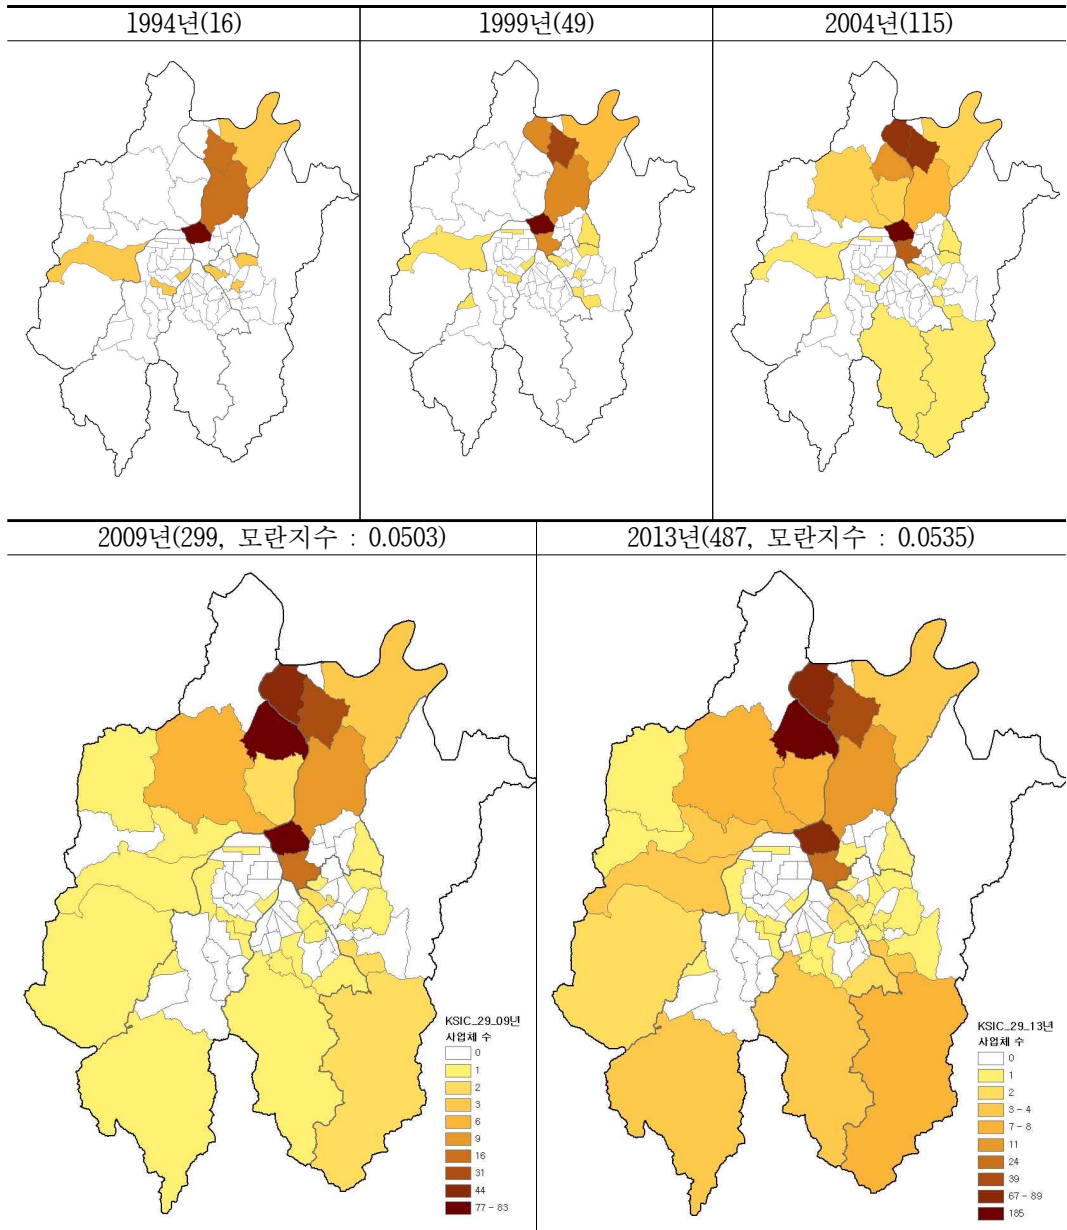 1994년(16)
1999년(49)
2004년(115)
2009년(299, 모란지수 : 0.0503)
2013년(487, 모란지수 : 0.0535)
KSIC_29_09년
사업체 수
0
1
2
3
6
9
16
31
44
77 - 83
KSIC_29_13년
사업체 수
0
1
2
3 - 4
7 - 8
11
24
39
67 - 89
185